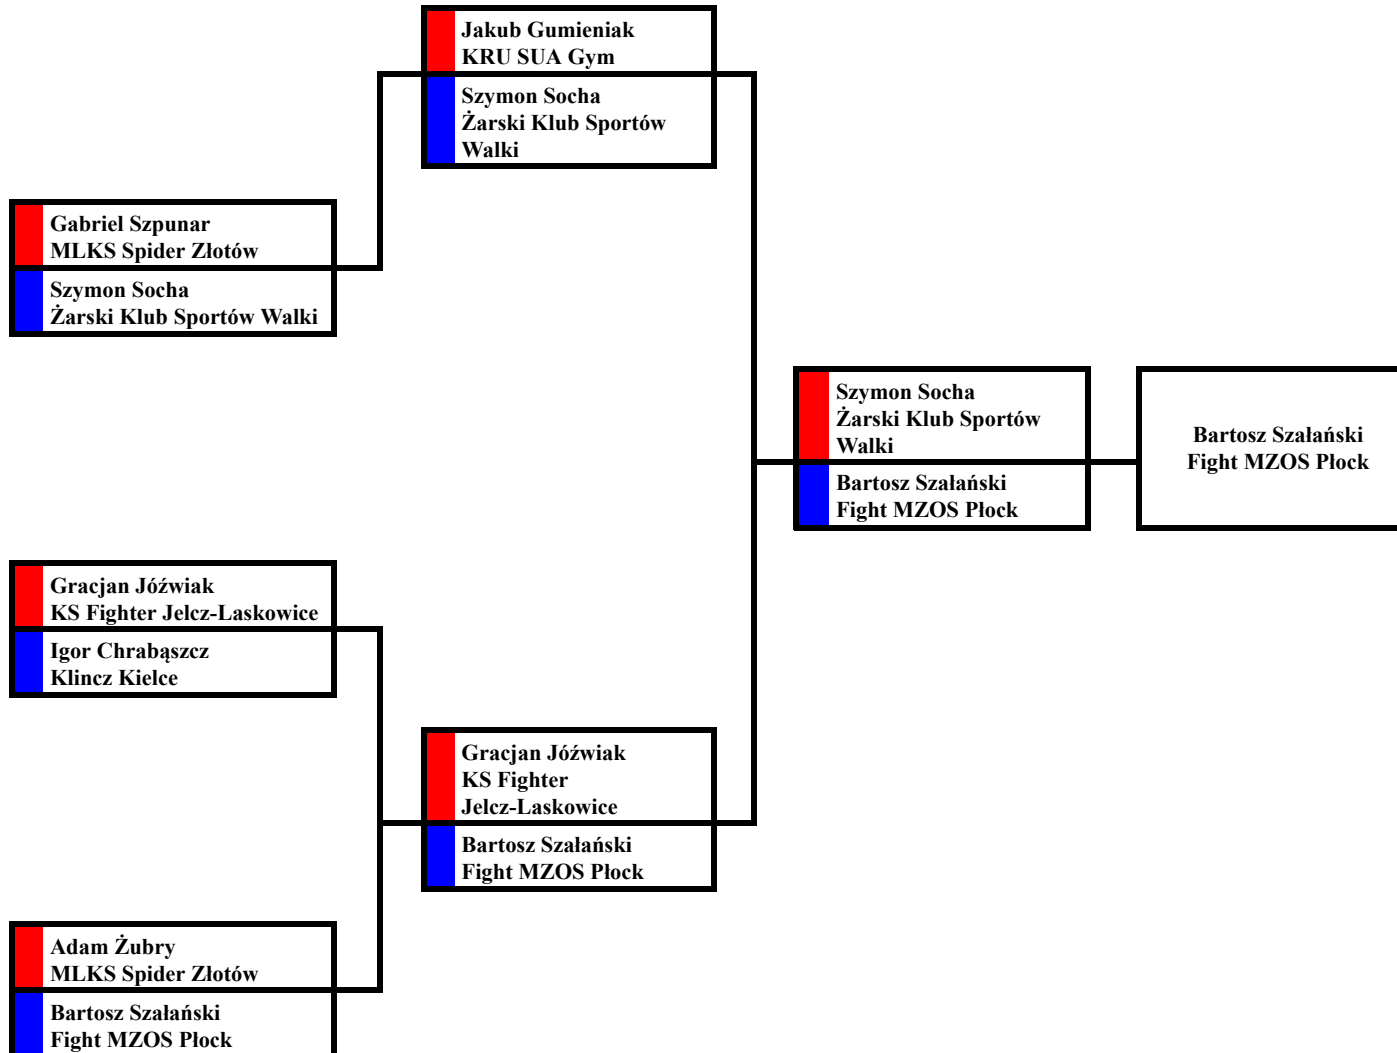 Jakub Gumieniak
KRU SUA Gym
Szymon Socha
Żarski Klub Sportów
Walki
Gabriel Szpunar
MLKS Spider Złotów
Szymon Socha
Żarski Klub Sportów Walki
Szymon Socha
Żarski Klub Sportów
Walki
Bartosz Szałański
Fight MZOS Płock
Bartosz Szałański
Fight MZOS Płock
Gracjan Jóźwiak
KS Fighter Jelcz-Laskowice
Igor Chrabąszcz
Klincz Kielce
Gracjan Jóźwiak
KS Fighter
Jelcz-Laskowice
Bartosz Szałański
Fight MZOS Płock
Adam Żubry
MLKS Spider Złotów
Bartosz Szałański
Fight MZOS Płock